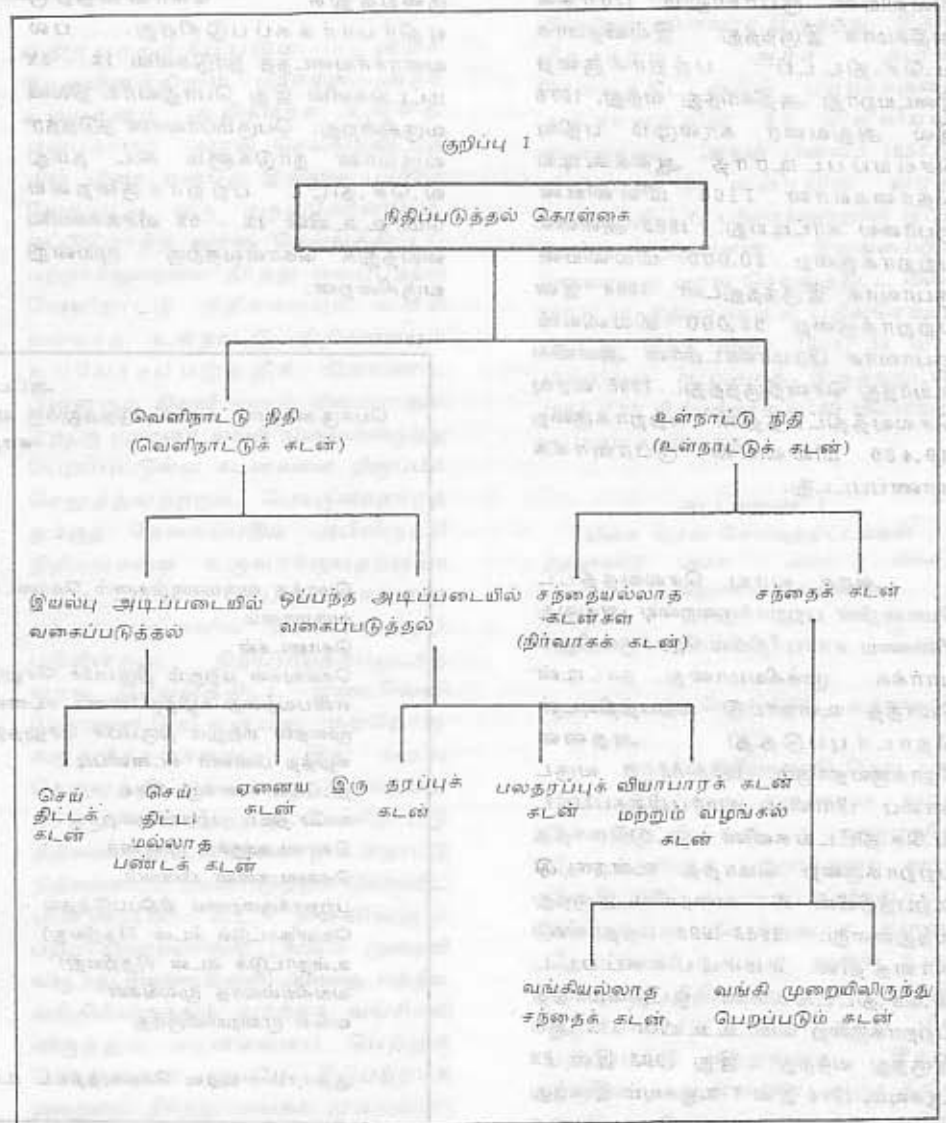 குறிப்பு I
நிதிப்படுத்தல் கொள்கை
வெளிநாட்டு நிதி
(வெளிநாட்டுக் கடன்)
உள்நாட்டு நிதி
(உள்நாட்டுக் கடன்)
இயல்பு அடிப்படையில்
வகைப்படுத்தல்
ஒப்பந்த அடிப்படையில்
வகைப்படுத்தல்
சந்தையல்லாத
கடன்கள்
(நிர்வாகக் கடன்)
சந்தைக் கடன்
செய்
திட்டக்
கடன்
செய்
திட்ட
மல்லாத
பண்டக் கடன்
ஏனைய
கடன்
இரு தரப்புக்
கடன்
பலதரப்புக்
கடன்
வியாபாரக் கடன்
மற்றும் வழங்கல்
கடன்
வங்கியல்லாத
சந்தைக் கடன்
வங்கி முறையிலிருந்து
பெறப்படும் கடன்